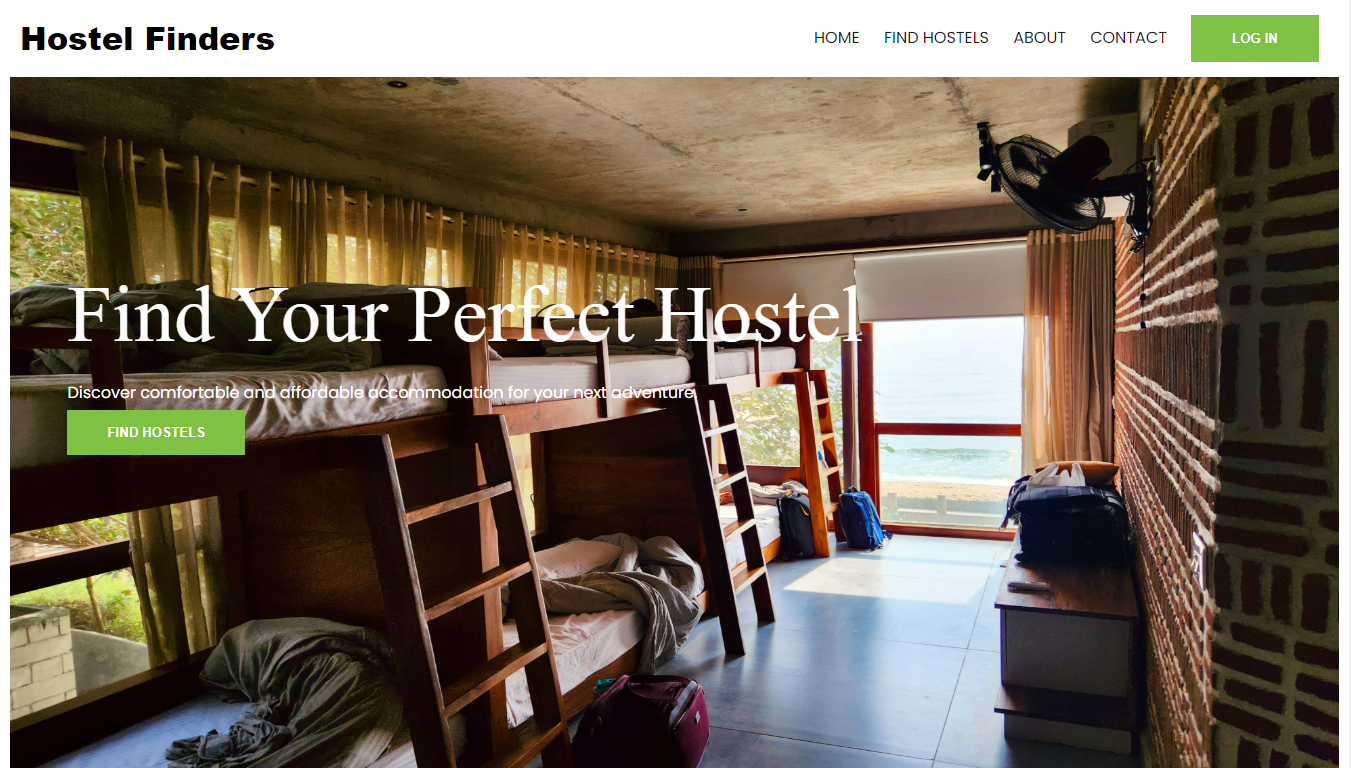 Hostel Finders
HOME FIND HOSTELS ABOUT CONTACT LOG IN
Find Your Perfect Hostel
Discover comfortable and affordable accommodation for your next adventure.
FIND HOSTELS